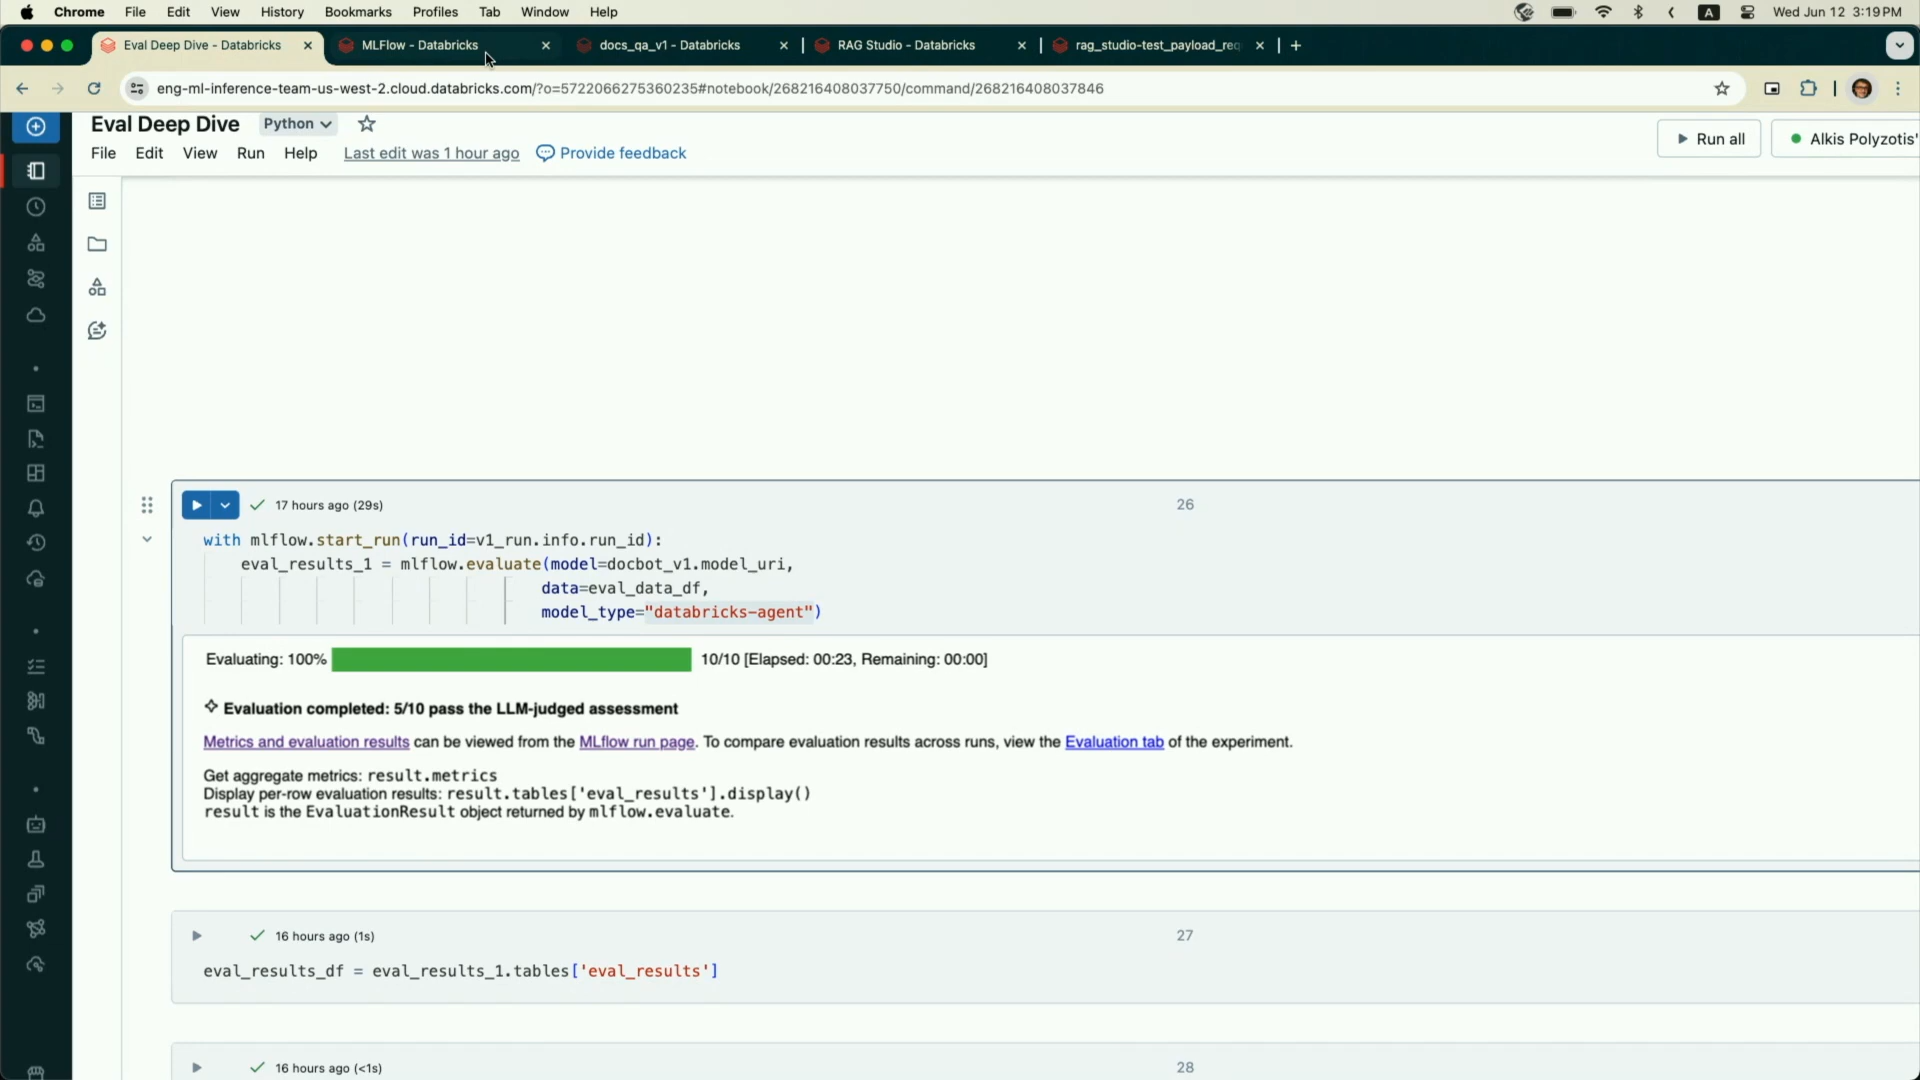 Chrome File Edit View History Bookmarks Profiles Tab Window Help A Wed Jun 12 3:19 PM
Eval Deep Dive - Databricks MLFlow - Databricks docs_qa_v1 - Databricks RAG Studio - Databricks rag_studio-test_payload_req
eng-ml-inference-team-us-west-2.cloud.databricks.com/?o=5722066275360235#notebook/268216408037750/command/268216408037846
Eval Deep Dive Python
Run all Alkis Polyzotis'
File Edit View Run Help Last edit was 1 hour ago Provide feedback
17 hours ago (29s) 26
with mlflow.start_run(run_id=v1_run.info.run_id):
eval_results_1 = mlflow.evaluate(model=docbot_v1.model_uri,
data=eval_data_df,
model_type="databricks-agent")
Evaluating: 100% 10/10 [Elapsed: 00:23, Remaining: 00:00]
Evaluation completed: 5/10 pass the LLM-judged assessment
Metrics and evaluation results can be viewed from the MLflow run page. To compare evaluation results across runs, view the Evaluation tab of the experiment.
Get aggregate metrics: result.metrics
Display per-row evaluation results: result.tables['eval_results'].display()
result is the EvaluationResult object returned by mlflow.evaluate.
16 hours ago (1s) 27
eval_results_df = eval_results_1.tables['eval_results']
16 hours ago (<1s) 28